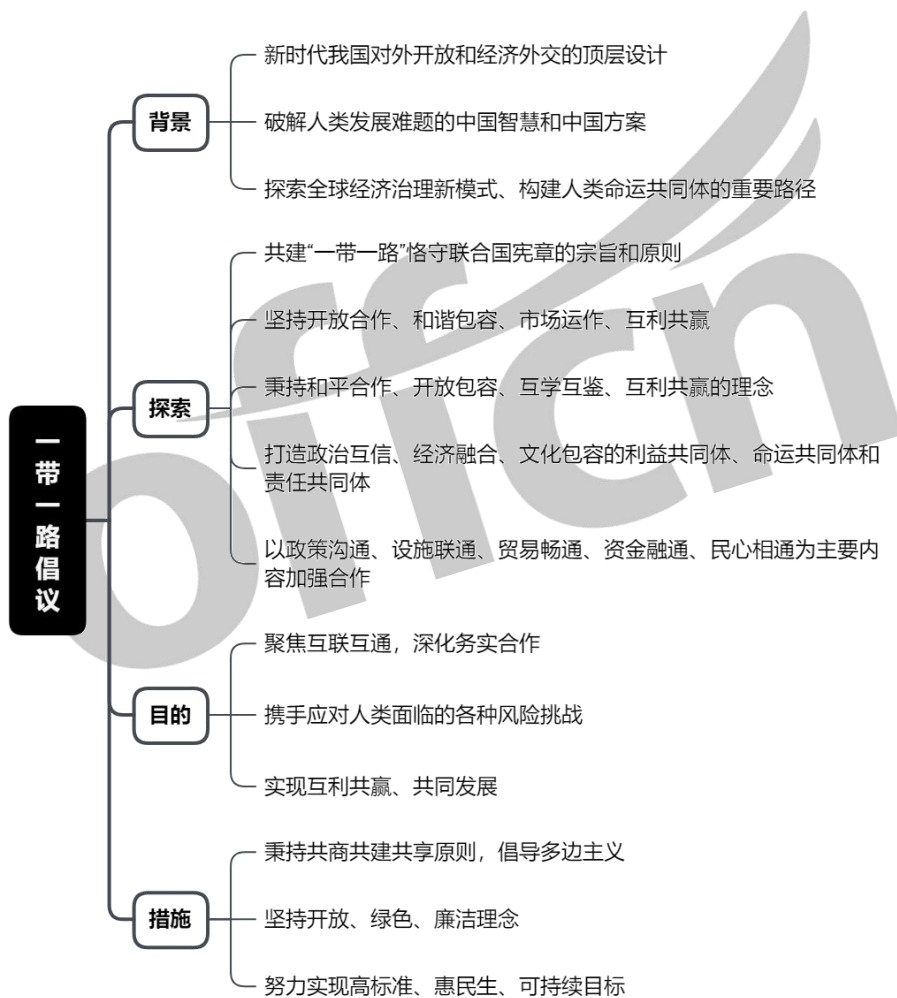 一带一路倡议
背景
新时代我国对外开放和经济外交的顶层设计
破解人类发展难题的中国智慧和中国方案
探索全球经济治理新模式、构建人类命运共同体的重要路径
探索
共建“一带一路”恪守联合国宪章的宗旨和原则
坚持开放合作、和谐包容、市场运作、互利共赢
秉持和平合作、开放包容、互学互鉴、互利共赢的理念
打造政治互信、经济融合、文化包容的利益共同体、命运共同体和
责任共同体
以政策沟通、设施联通、贸易畅通、资金融通、民心相通为主要内
容加强合作
目的
聚焦互联互通，深化务实合作
携手应对人类面临的各种风险挑战
实现互利共赢、共同发展
措施
秉持共商共建共享原则，倡导多边主义
坚持开放、绿色、廉洁理念
努力实现高标准、惠民生、可持续目标
offcn